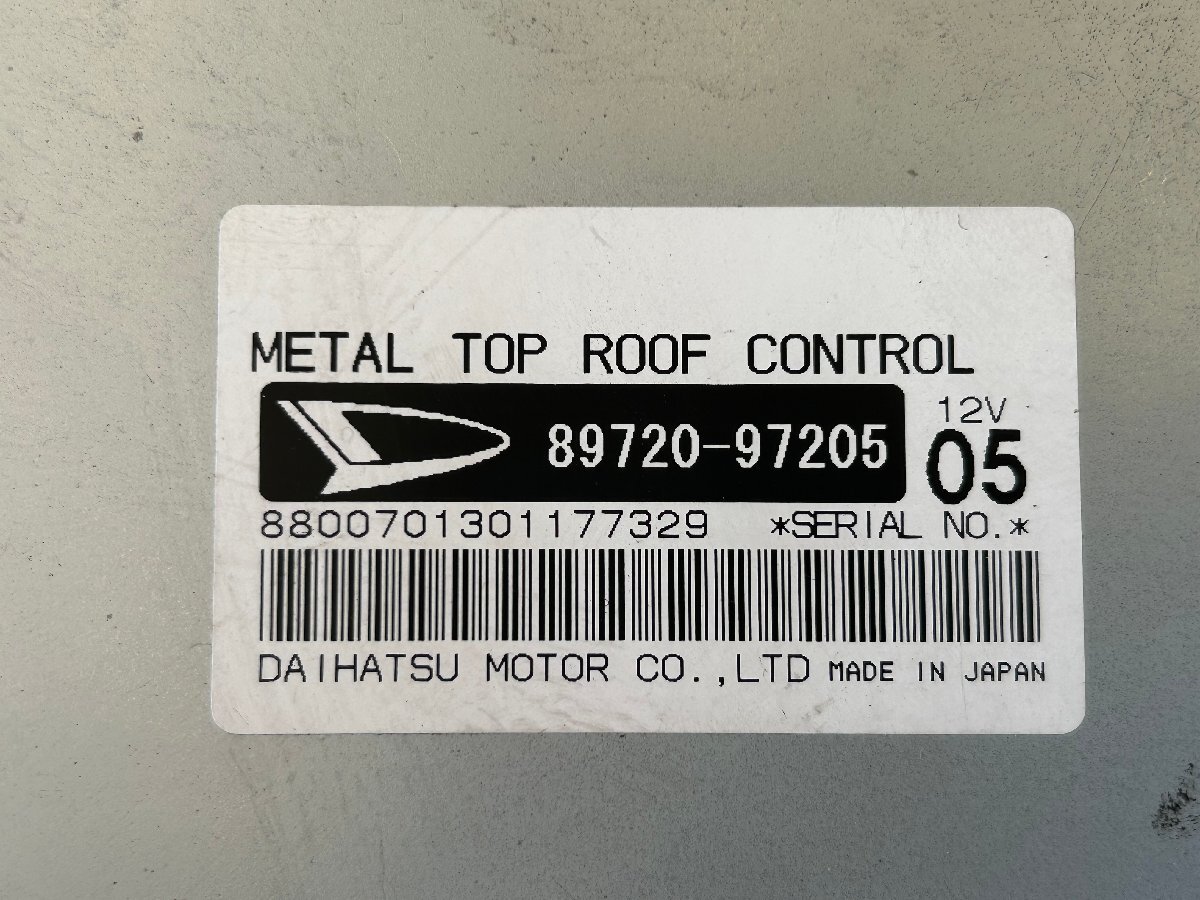 METAL TOP ROOF CONTROL
89720-97205
12V
05
8800701301177329 *SERIAL NO.*
DAIHATSU MOTOR CO.,LTD MADE IN JAPAN